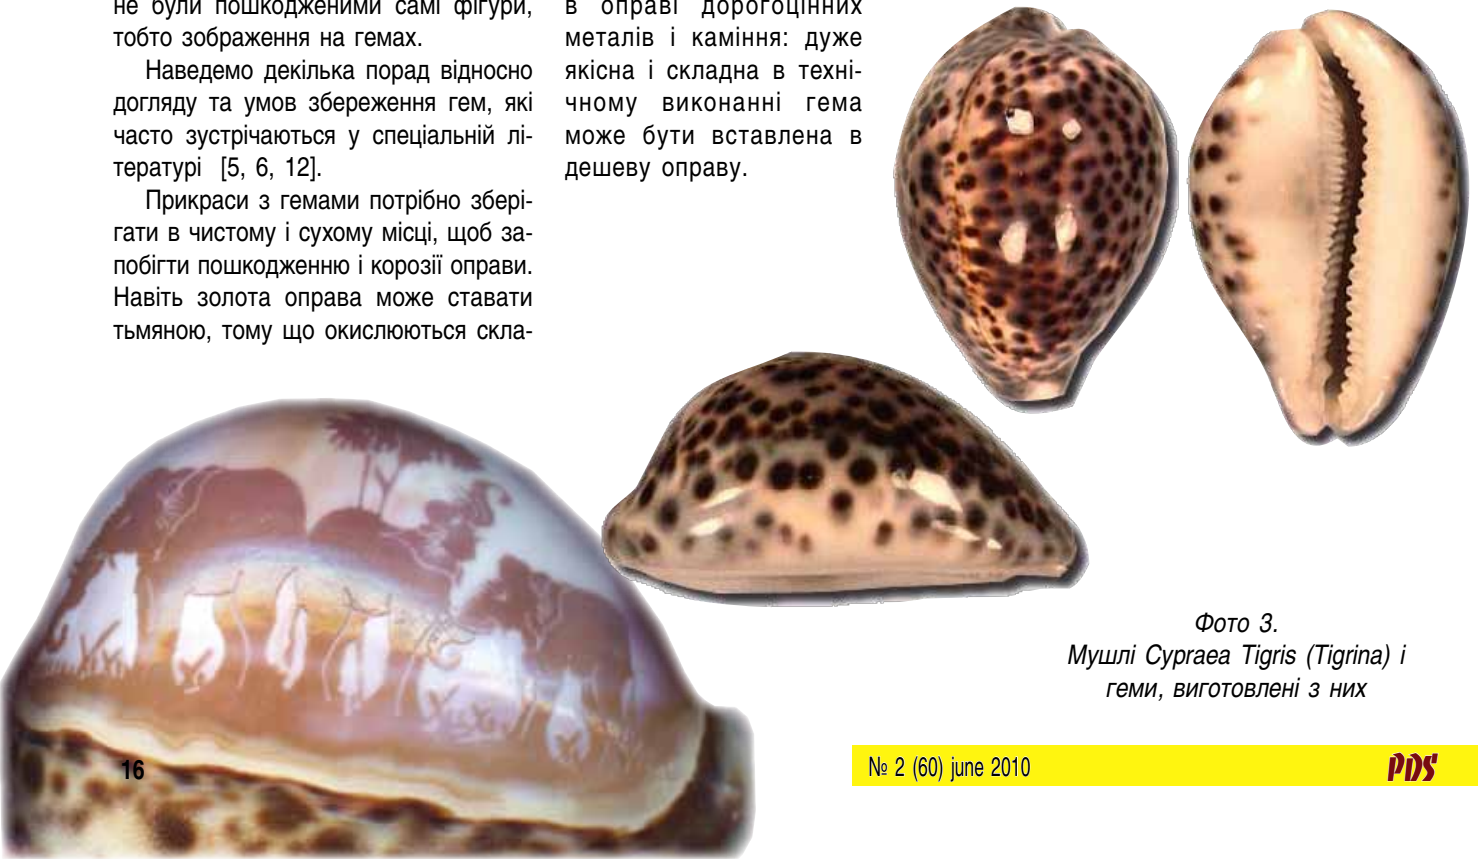 не були пошкодженими самі фігури,
тобто зображення на гемах.
Наведемо декілька порад відносно
догляду та умов збереження гем, які
часто зустрічаються у спеціальній лі-
тературі [5, 6, 12].
Прикраси з гемами потрібно збері-
гати в чистому і сухому місці, щоб за-
побігти пошкодженню і корозії оправи.
Навіть золота оправа може ставати
тьмяною, тому що окислюються скла-
в оправі дорогоцінних
металів і каміння: дуже
якісна і складна в техні-
чному виконанні гема
може бути вставлена в
дешеву оправу.
Фото 3.
Мушлі Cypraea Tigris (Tigrina) і
геми, виготовлені з них
16
№ 2 (60) june 2010
PDS